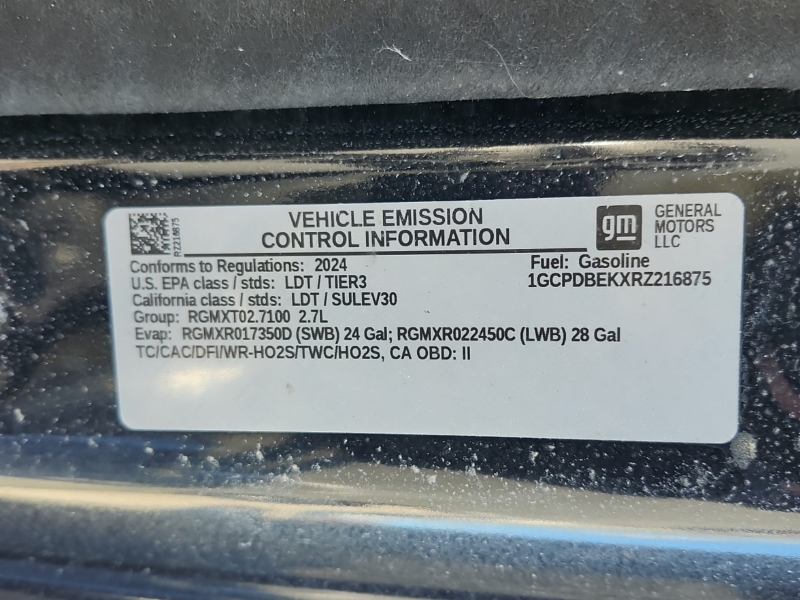 RZ216875
VEHICLE EMISSION
CONTROL INFORMATION
gm
GENERAL
MOTORS
LLC
Conforms to Regulations: 2024
Fuel: Gasoline
U.S. EPA class / stds: LDT / TIER3
1GCPDBEKXRZ216875
California class / stds: LDT / SULEV30
Group: RGMXT02.7100 2.7L
Evap: RGMXR017350D (SWB) 24 Gal; RGMXR022450C (LWB) 28 Gal
TC/CAC/DFI/WR-HO2S/TWC/HO2S, CA OBD: II